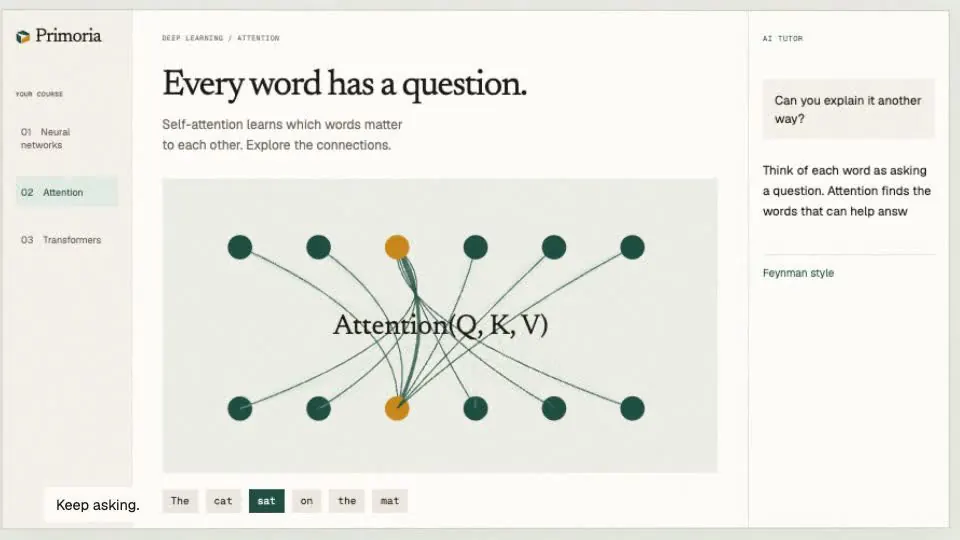 Primoria
YOUR COURSE
01 Neural
networks
02 Attention
03 Transformers
DEEP LEARNING / ATTENTION
Every word has a question.
Self-attention learns which words matter
to each other. Explore the connections.
Attention(Q, K, V)
The cat sat on the mat
Keep asking.
AI TUTOR
Can you explain it another
way?
Think of each word as asking
a question. Attention finds the
words that can help answ
Feynman style